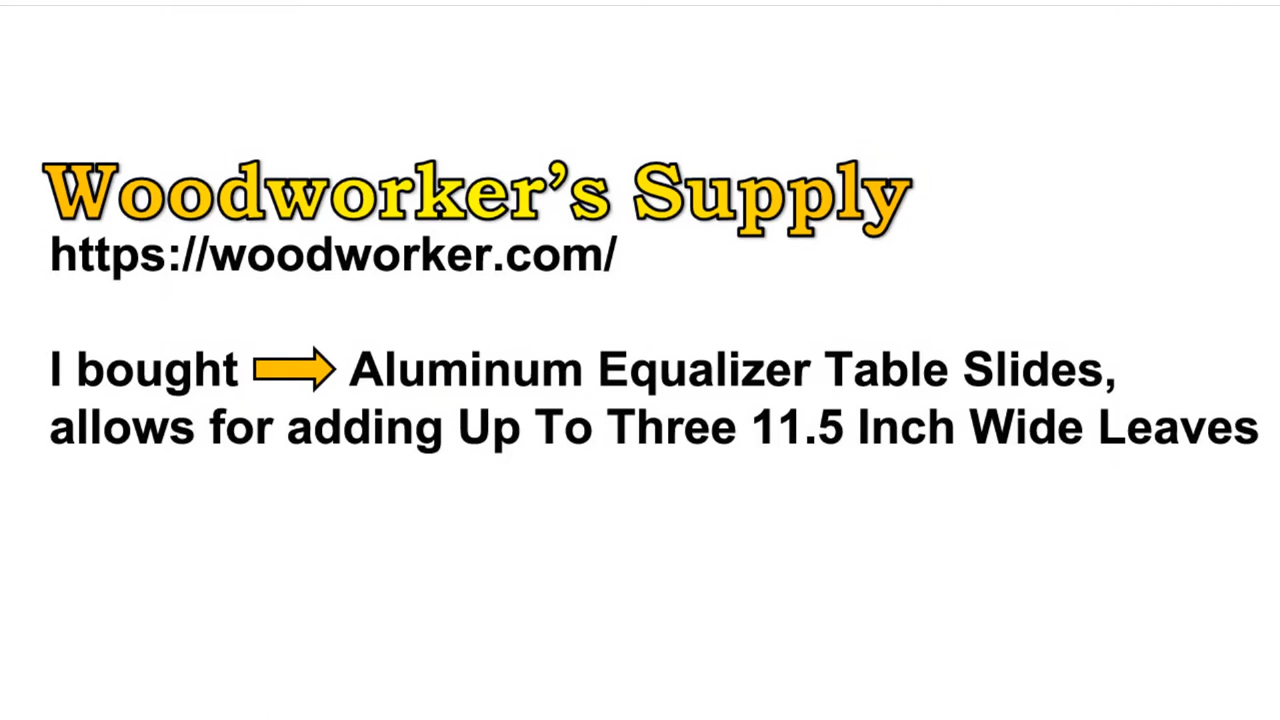 Woodworker’s Supply
https://woodworker.com/
I bought Aluminum Equalizer Table Slides,
allows for adding Up To Three 11.5 Inch Wide Leaves